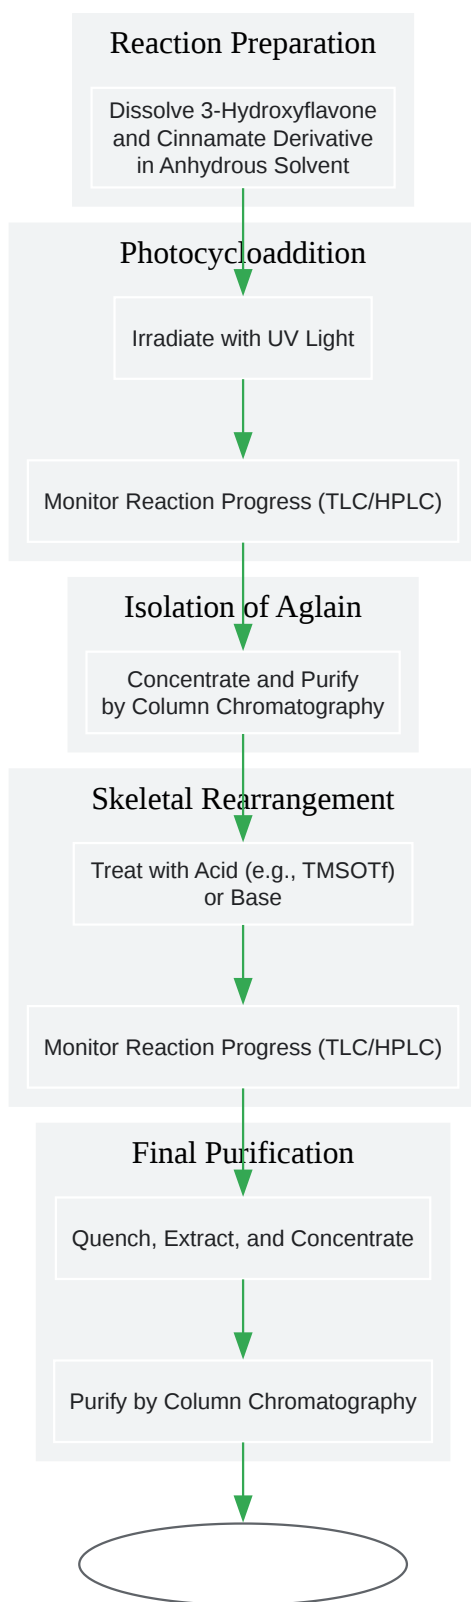 Reaction Preparation
Dissolve 3-Hydroxyflavone
and Cinnamate Derivative
in Anhydrous Solvent
Photocycloaddition
Irradiate with UV Light
Monitor Reaction Progress (TLC/HPLC)
Isolation of Aglain
Concentrate and Purify
by Column Chromatography
Skeletal Rearrangement
Treat with Acid (e.g., TMSOTf)
or Base
Monitor Reaction Progress (TLC/HPLC)
Final Purification
Quench, Extract, and Concentrate
Purify by Column Chromatography